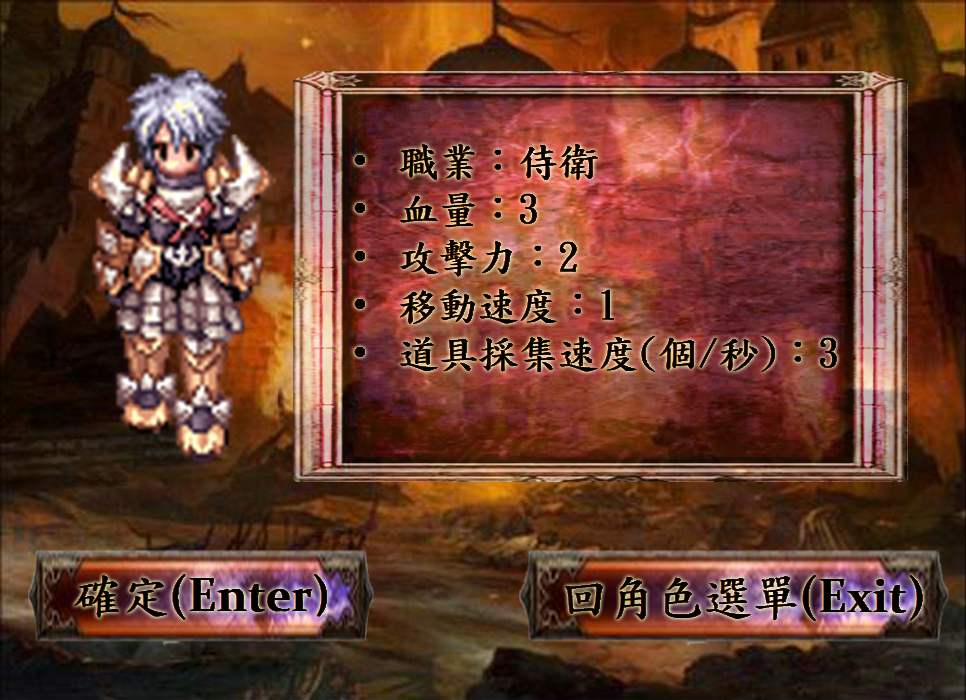 • 職業：侍衛
• 血量：3
• 攻擊力：2
• 移動速度：1
• 道具採集速度(個/秒)：3
確定(Enter)
回角色選單(Exit)